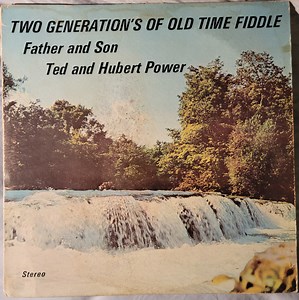 TWO GENERATION'S OF OLD TIME FIDDLE
Father and Son
Ted and Hubert Power
Stereo